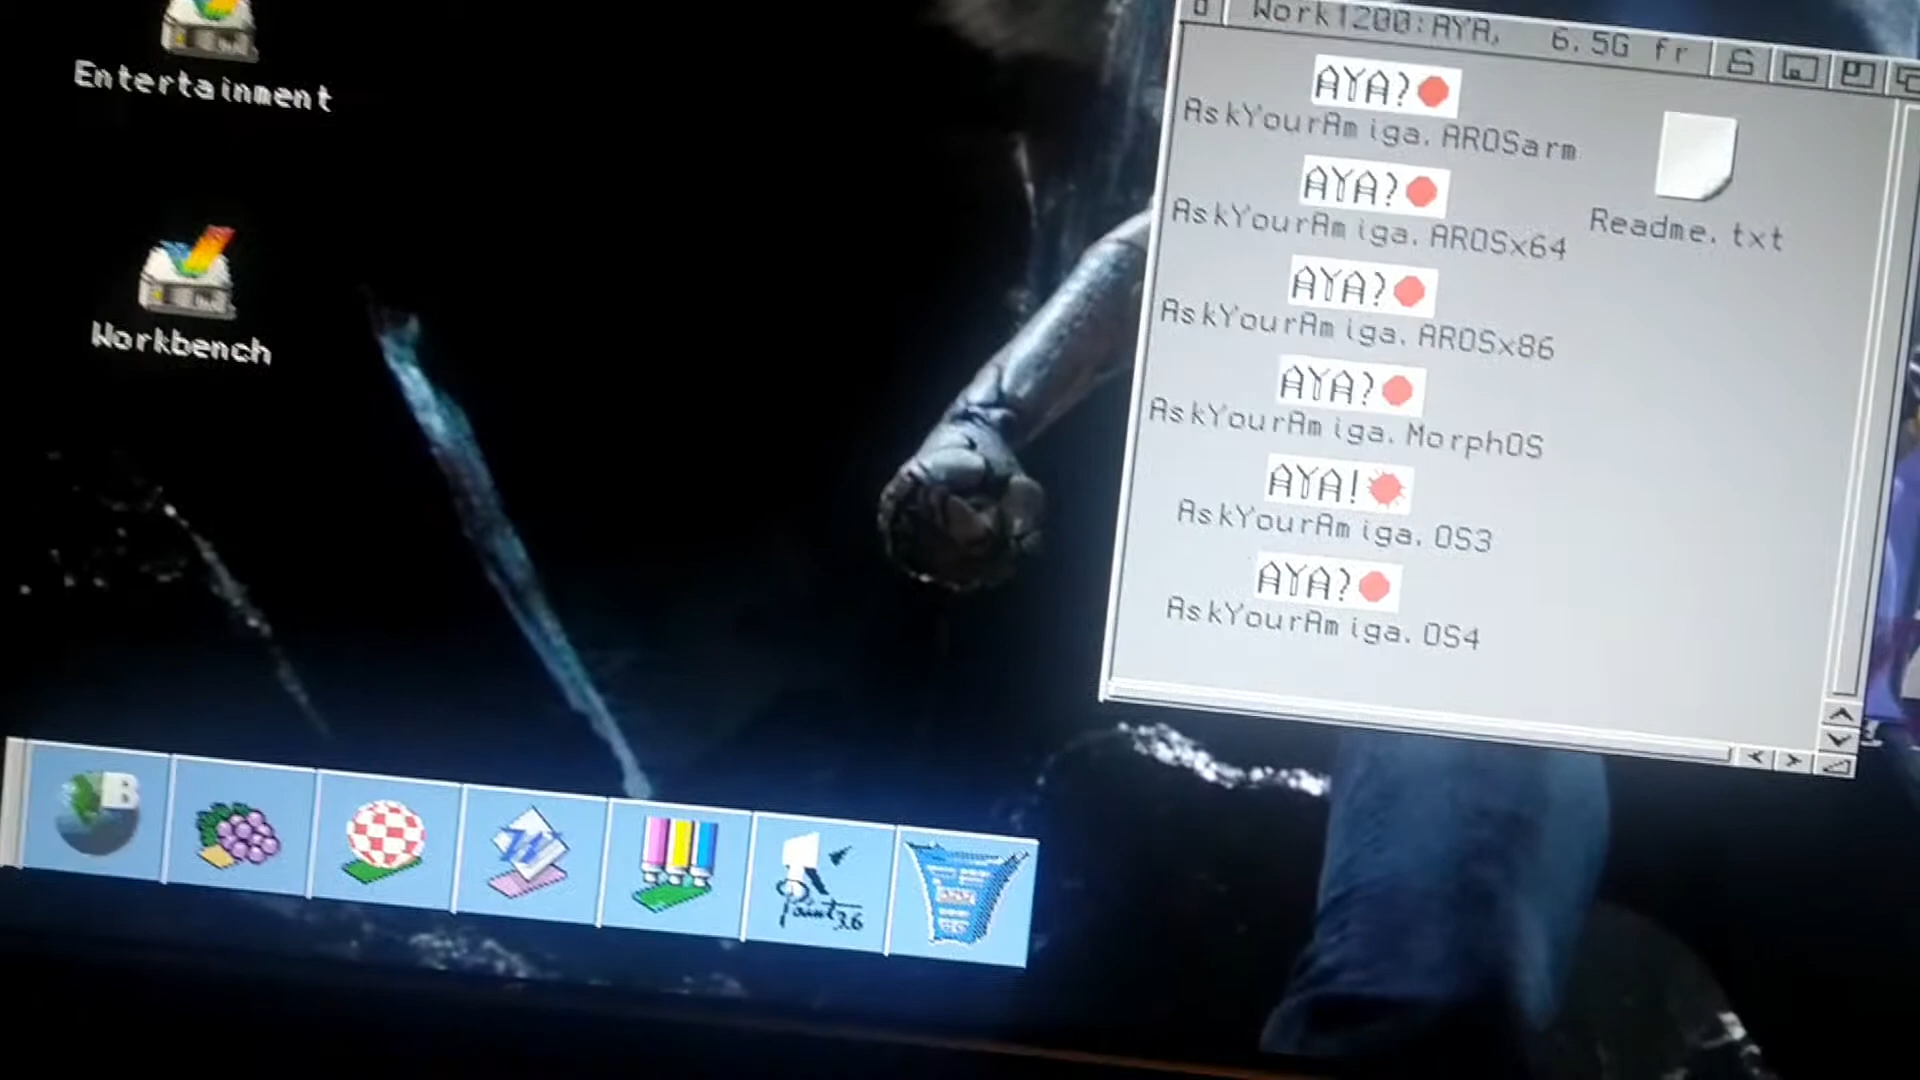 Entertainment
Workbench
Work1200:AYA, 6.5G fr
AYA?
AskYourAmiga.AROSarm
AYA?
AskYourAmiga.AROSx64
AYA?
AskYourAmiga.AROSx86
AYA?
AskYourAmiga.MorphOS
AYA!
AskYourAmiga.OS3
AYA?
AskYourAmiga.OS4
Readme.txt
B
Paint 3.6